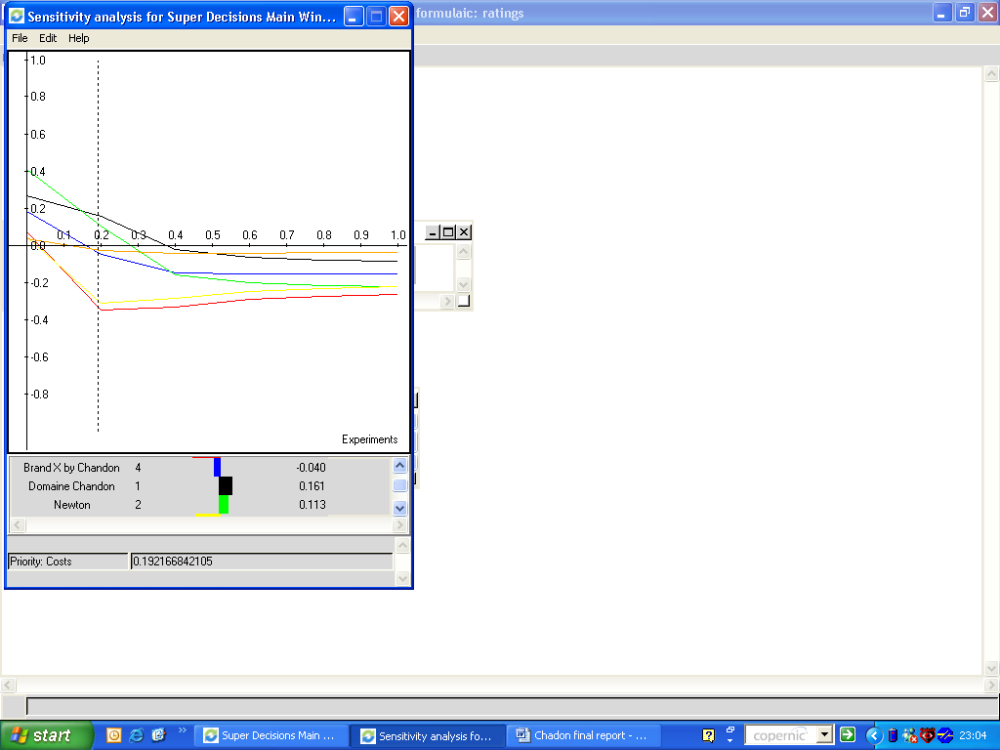 Sensitivity analysis for Super Decisions Main Win...
formulaic: ratings
File Edit Help
1.0
0.8
0.6
0.4
0.2
0.1 0.2 0.3 0.4 0.5 0.6 0.7 0.8 0.9 1.0
0.0
-0.2
-0.4
-0.6
-0.8
Experiments
Brand X by Chandon 4 -0.040
Domaine Chandon 1 0.161
Newton 2 0.113
Priority: Costs 0.192166842105
start Super Decisions Main ... Sensitivity analysis fo... Chadon final report - ... copernic 23:04